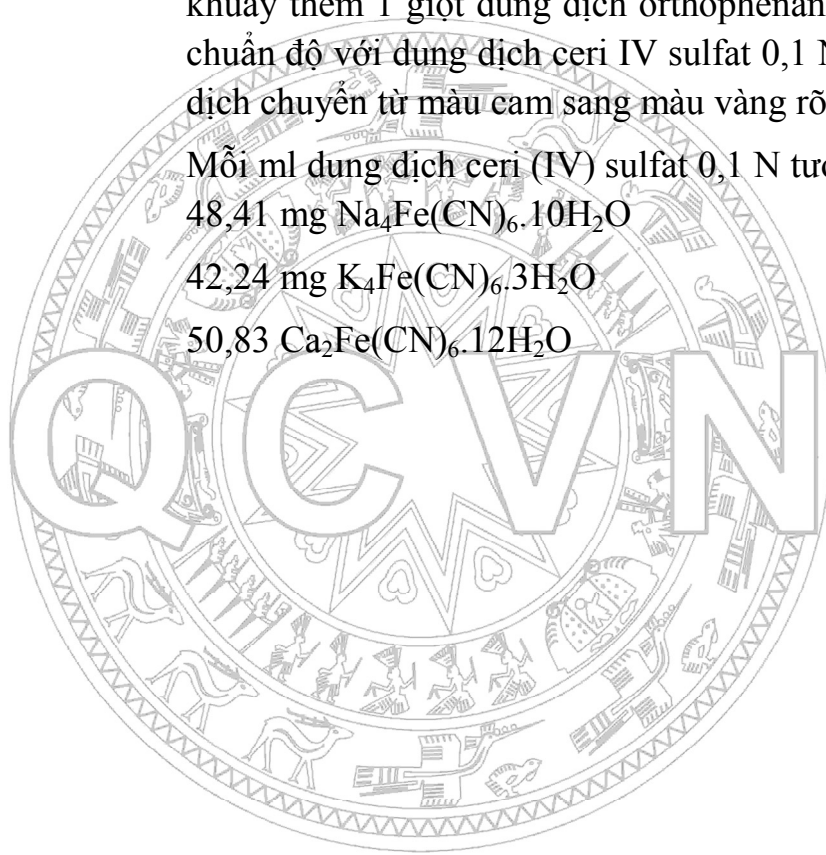 khuấy thêm 1 giọt dung dịch orthophenan
chuẩn độ với dung dịch ceri IV sulfat 0,1 N
dịch chuyển từ màu cam sang màu vàng rõ
Mỗi ml dung dịch ceri (IV) sulfat 0,1 N tươ
48,41 mg Na₄Fe(CN)₆.10H₂O
42,24 mg K₄Fe(CN)₆.3H₂O
50,83 Ca₂Fe(CN)₆.12H₂O
QCVN